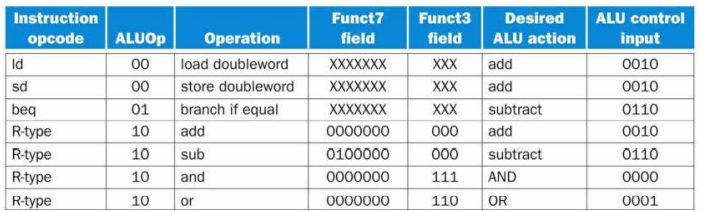 Instruction opcode ALUOp Operation Funct7 field Funct3 field Desired ALU action ALU control input
ld 00 load doubleword XXXXXXX XXX add 0010
sd 00 store doubleword XXXXXXX XXX add 0010
beq 01 branch if equal XXXXXXX XXX subtract 0110
R-type 10 add 0000000 000 add 0010
R-type 10 sub 0100000 000 subtract 0110
R-type 10 and 0000000 111 AND 0000
R-type 10 or 0000000 110 OR 0001